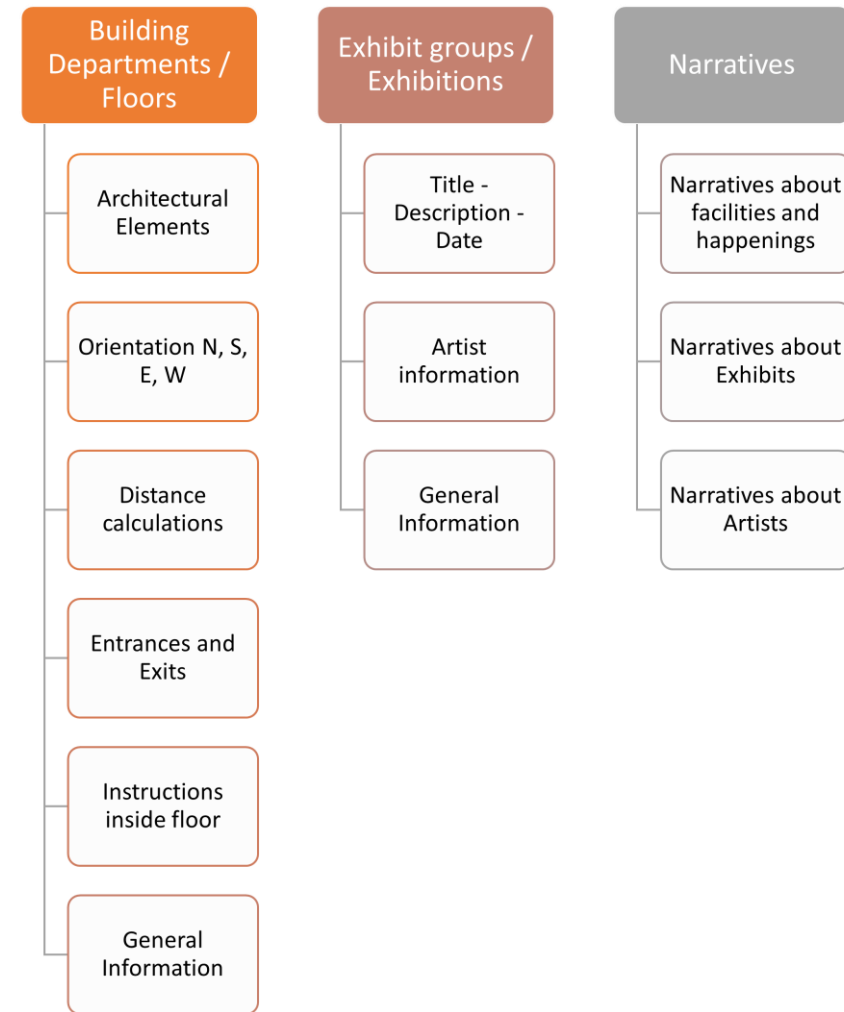 Building
Departments /
Floors
Architectural
Elements
Orientation N, S,
E, W
Distance
calculations
Entrances and
Exits
Instructions
inside floor
General
Information
Exhibit groups /
Exhibitions
Title -
Description -
Date
Artist
information
General
Information
Narratives
Narratives about
facilities and
happenings
Narratives about
Exhibits
Narratives about
Artists